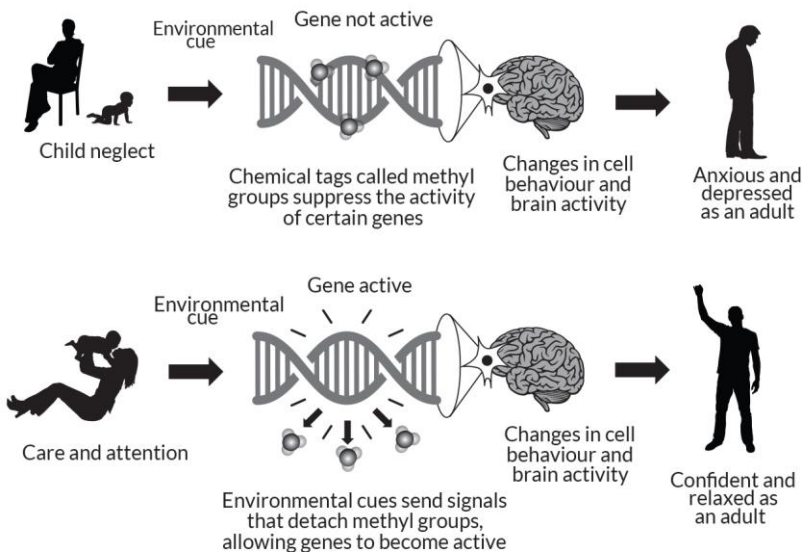 Environmental
cue
Gene not active
Child neglect
Chemical tags called methyl
groups suppress the activity
of certain genes
Changes in cell
behaviour and
brain activity
Anxious and
depressed
as an adult
Environmental
cue
Gene active
Care and attention
Environmental cues send signals
that detach methyl groups,
allowing genes to become active
Changes in cell
behaviour and
brain activity
Confident and
relaxed as
an adult